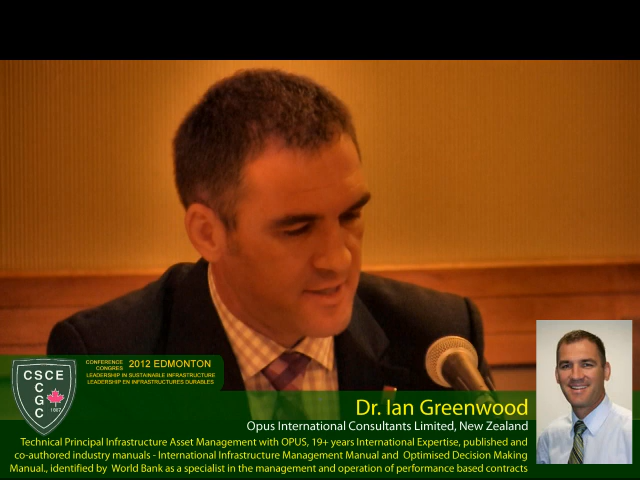 CSCE
CGC
1887
CONFERENCE
CONGRES
2012 EDMONTON
LEADERSHIP IN SUSTAINABLE INFRASTRUCTURE
LEADERSHIP EN INFRASTRUCTURES DURABLES
Dr. Ian Greenwood
Opus International Consultants Limited, New Zealand
Technical Principal Infrastructure Asset Management with OPUS, 19+ years International Expertise, published and
co-authored industry manuals - International Infrastructure Management Manual and Optimised Decision Making
Manual., identified by World Bank as a specialist in the management and operation of performance based contracts